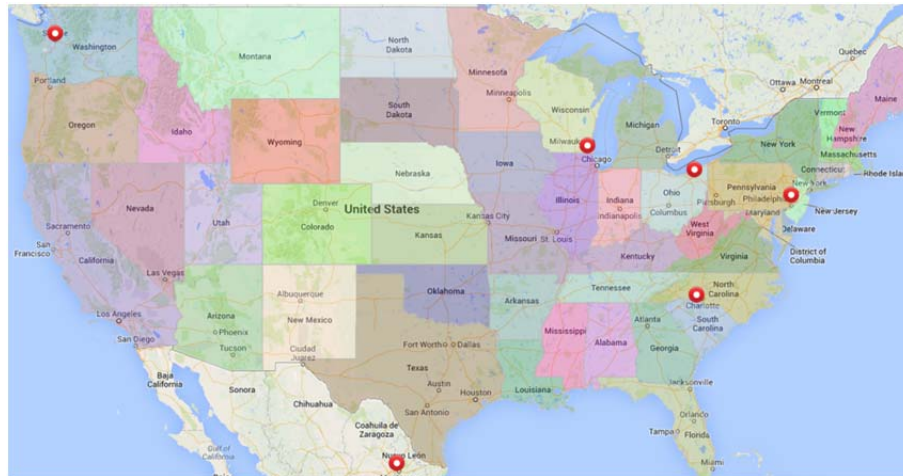 Washington
Montana
North
Dakota
Minnesota
Quebec
Portland
Minneapolis
Ottawa
Montreal
Maine
Oregon
Idaho
Wyoming
South
Dakota
Wisconsin
Michigan
Toronto
Vermont
New
Hampshire
Milwauk
Detroit
New York
Massachusetts
Iowa
Chicago
Connecticut
Rhode Islan
Nebraska
New York
Nevada
Utah
Denver
Colorado
United States
Illinois
Indiana
Indianapolis
Ohio
Columbus
Pennsylvania
Pittsburgh
Philadelphi
New Jersey
Sacramento
San
Francisco
California
Kansas City
Kansas
Missouri
St. Louis
West
Virginia
Maryland
Delaware
District of
Columbia
Kentucky
Virginia
Las Vegas
Los Angeles
San Diego
Arizona
Phoenix
Tucson
Albuquerque
New Mexico
Oklahoma
Arkansas
Tennessee
North
Carolina
Charlotte
South
Carolina
Atlanta
Mississippi
Alabama
Georgia
Ciudad
Juarez
Fort Worth
Dallas
Texas
Austin
San Antonio
Houston
Louisiana
Jacksonville
Orlando
Tampa
Florida
Miami
Baja
California
Sonora
Chihuahua
Coahuila de
Zaragoza
Gulf of
California
Nuevo León